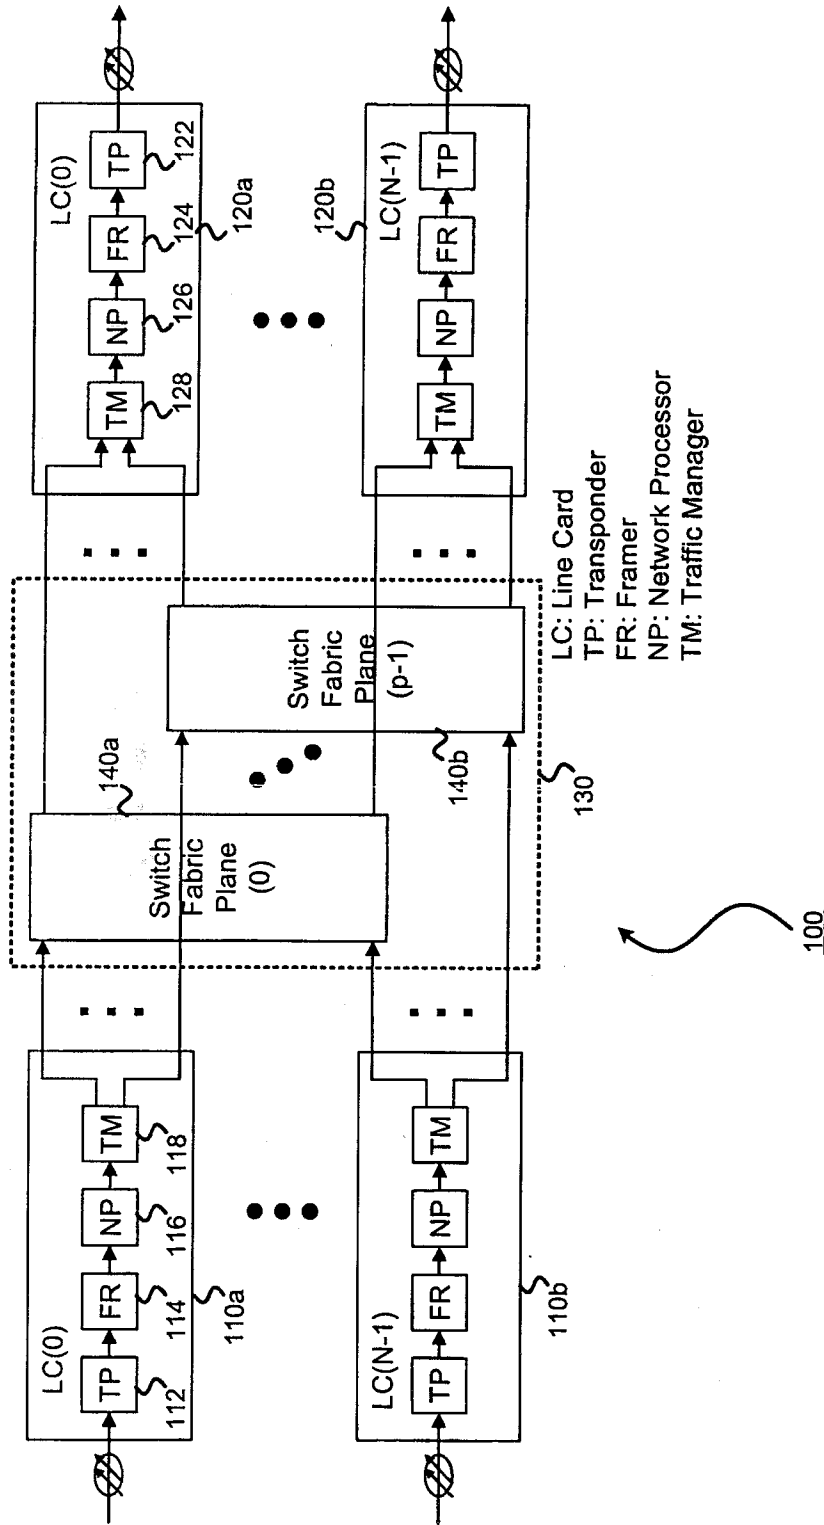 LC(0)
TP
FR
NP
TM
112
114
116
118
110a
LC(N-1)
TP
FR
NP
TM
110b
Switch
Fabric
Plane
(0)
140a
Switch
Fabric
Plane
(p-1)
140b
130
LC(0)
TM
NP
FR
TP
128
126
124
122
120a
120b
LC(N-1)
TM
NP
FR
TP
LC: Line Card
TP: Transponder
FR: Framer
NP: Network Processor
TM: Traffic Manager
100